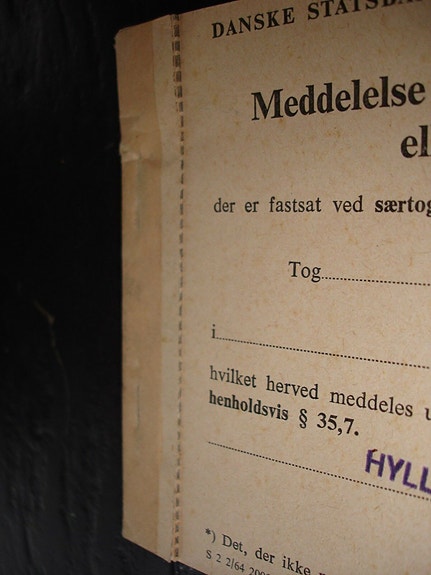 DANSKE STATSBA
Meddelelse
el
der er fastsat ved særtog
Tog
i
hvilket herved meddeles u
henholdsvis § 35,7.
HYLL
*) Det, der ikke
S 2 2/64